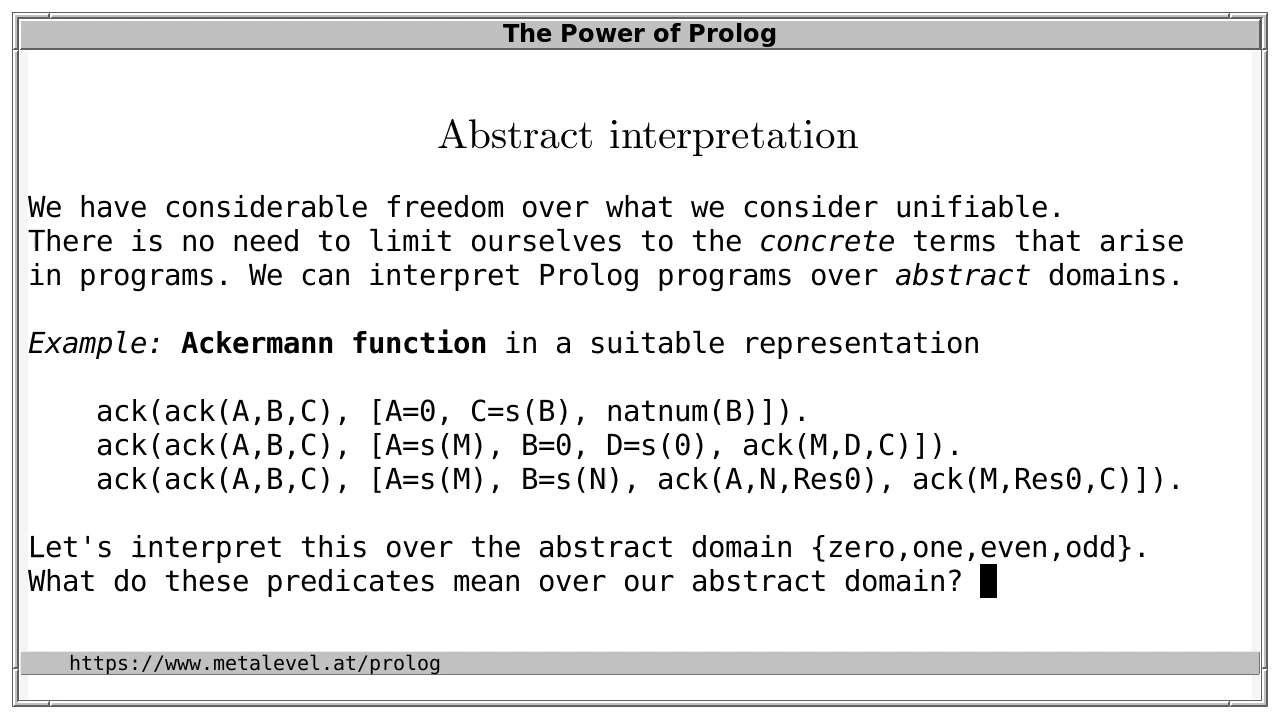 The Power of Prolog
Abstract interpretation
We have considerable freedom over what we consider unifiable.
There is no need to limit ourselves to the concrete terms that arise
in programs. We can interpret Prolog programs over abstract domains.
Example: Ackermann function in a suitable representation
ack(ack(A,B,C), [A=0, C=s(B), natnum(B)]).
ack(ack(A,B,C), [A=s(M), B=0, D=s(0), ack(M,D,C)]).
ack(ack(A,B,C), [A=s(M), B=s(N), ack(A,N,Res0), ack(M,Res0,C)]).
Let's interpret this over the abstract domain {zero,one,even,odd}.
What do these predicates mean over our abstract domain?
https://www.metalevel.at/prolog